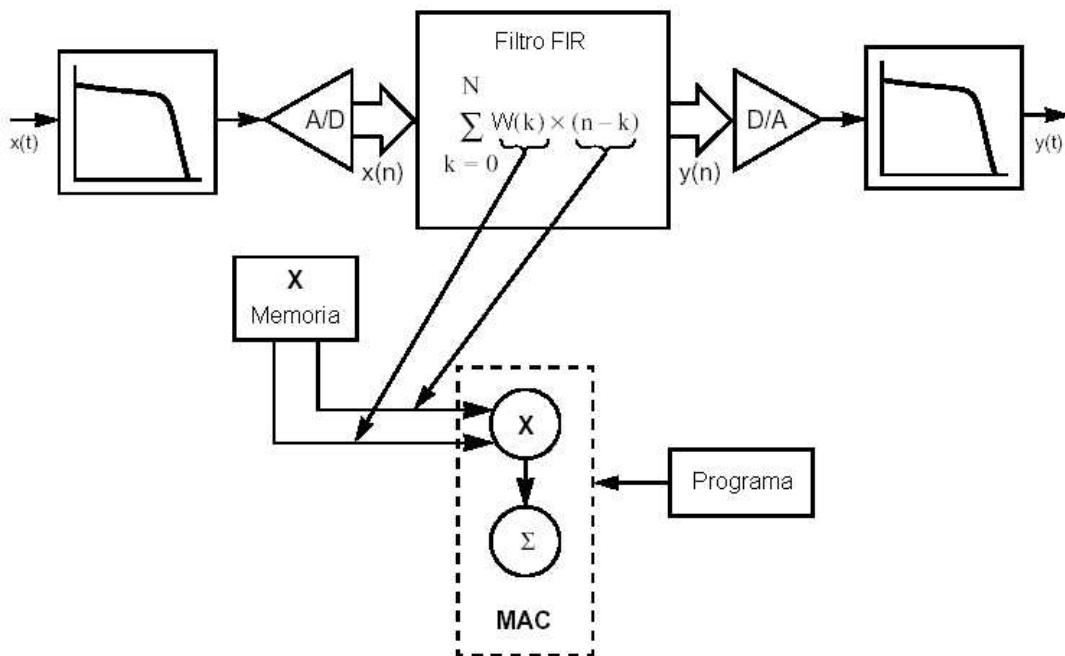 Filtro FIR
N
Σ W(k) × (n – k)
k = 0
x(t)
A/D
x(n)
y(n)
D/A
y(t)
X
Memoria
X
Σ
MAC
Programa